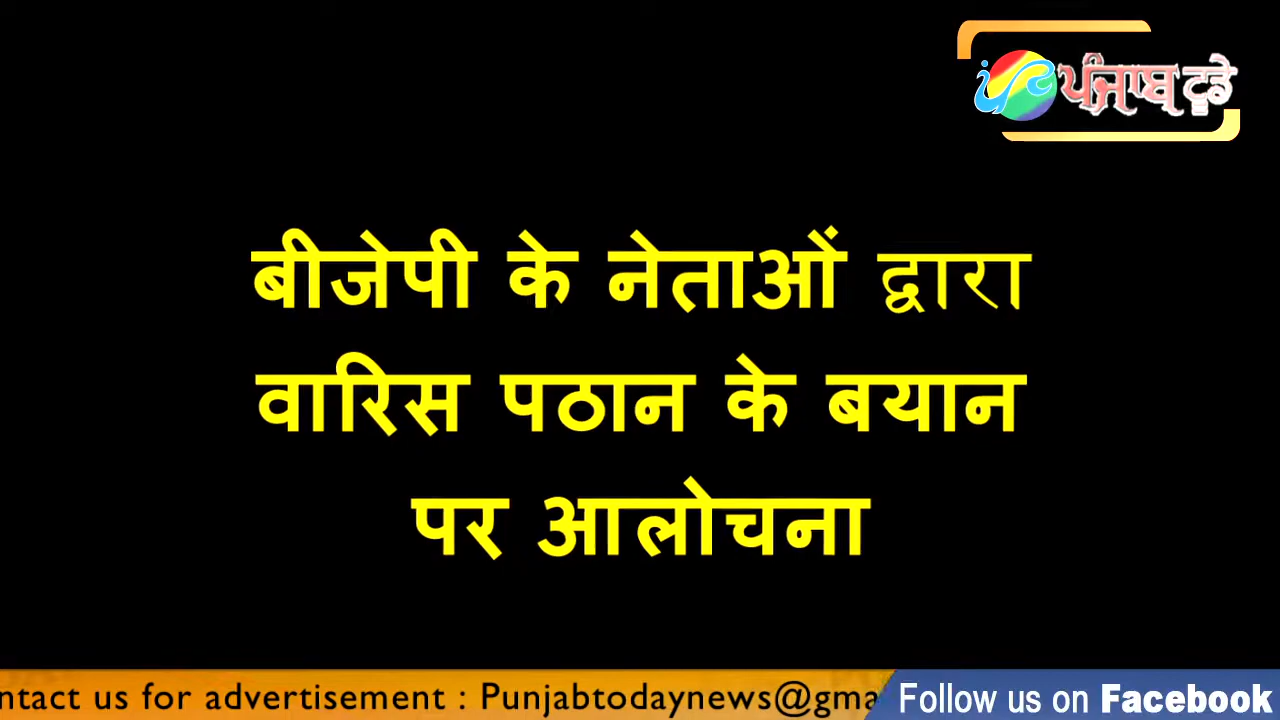 ਪੰਜਾਬ ਟੂਡੇ
बीजेपी के नेताओं द्वारा
वारिस पठान के बयान
पर आलोचना
ntact us for advertisement : Punjabtodaynews@gma
Follow us on Facebook